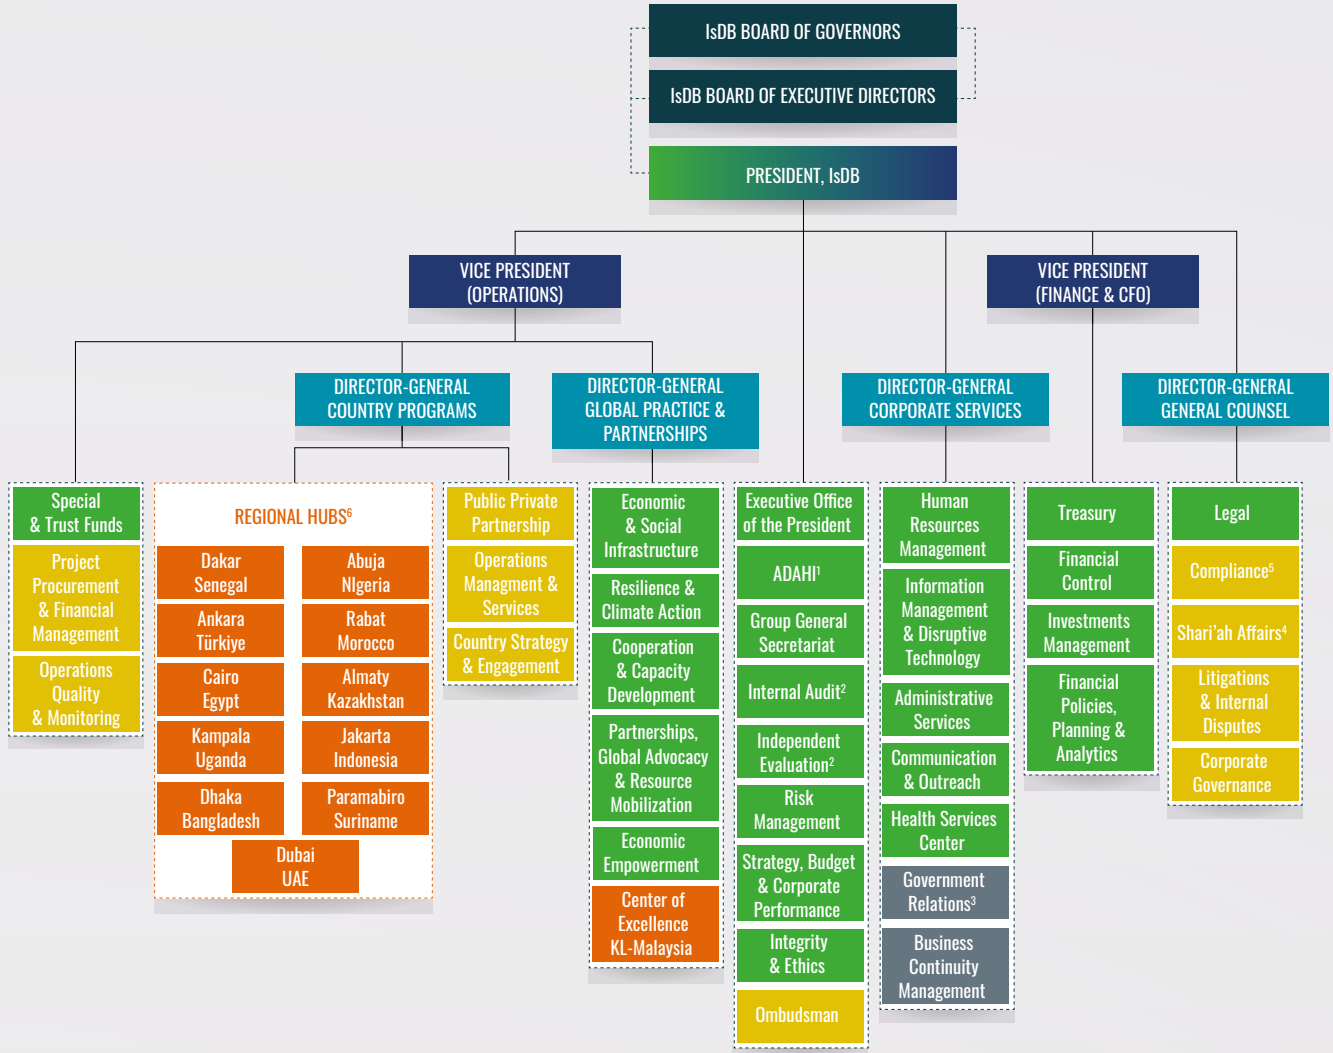 IsDB BOARD OF GOVERNORS
IsDB BOARD OF EXECUTIVE DIRECTORS
PRESIDENT, IsDB
VICE PRESIDENT
(OPERATIONS)
VICE PRESIDENT
(FINANCE & CFO)
DIRECTOR-GENERAL
COUNTRY PROGRAMS
DIRECTOR-GENERAL
GLOBAL PRACTICE &
PARTNERSHIPS
DIRECTOR-GENERAL
CORPORATE SERVICES
DIRECTOR-GENERAL
GENERAL COUNSEL
Special
& Trust Funds
Project
Procurement
& Financial
Management
Operations
Quality
& Monitoring
REGIONAL HUBS⁶
Dakar
Senegal
Abuja
NIgeria
Ankara
Türkiye
Rabat
Morocco
Cairo
Egypt
Almaty
Kazakhstan
Kampala
Uganda
Jakarta
Indonesia
Dhaka
Bangladesh
Paramabiro
Suriname
Dubai
UAE
Public Private
Partnership
Operations
Managment &
Services
Country Strategy
& Engagement
Economic
& Social
Infrastructure
Resilience &
Climate Action
Cooperation
& Capacity
Development
Partnerships,
Global Advocacy
& Resource
Mobilization
Economic
Empowerment
Center of
Excellence
KL-Malaysia
Executive Office
of the President
ADAHI¹
Group General
Secretariat
Internal Audit²
Independent
Evaluation²
Risk
Management
Strategy, Budget
& Corporate
Performance
Integrity
& Ethics
Ombudsman
Human
Resources
Management
Information
Management
& Disruptive
Technology
Administrative
Services
Communication
& Outreach
Health Services
Center
Government
Relations³
Business
Continuity
Management
Treasury
Financial
Control
Investments
Management
Financial
Policies,
Planning &
Analytics
Legal
Compliance⁵
Shari'ah Affairs⁴
Litigations
& Internal
Disputes
Corporate
Governance